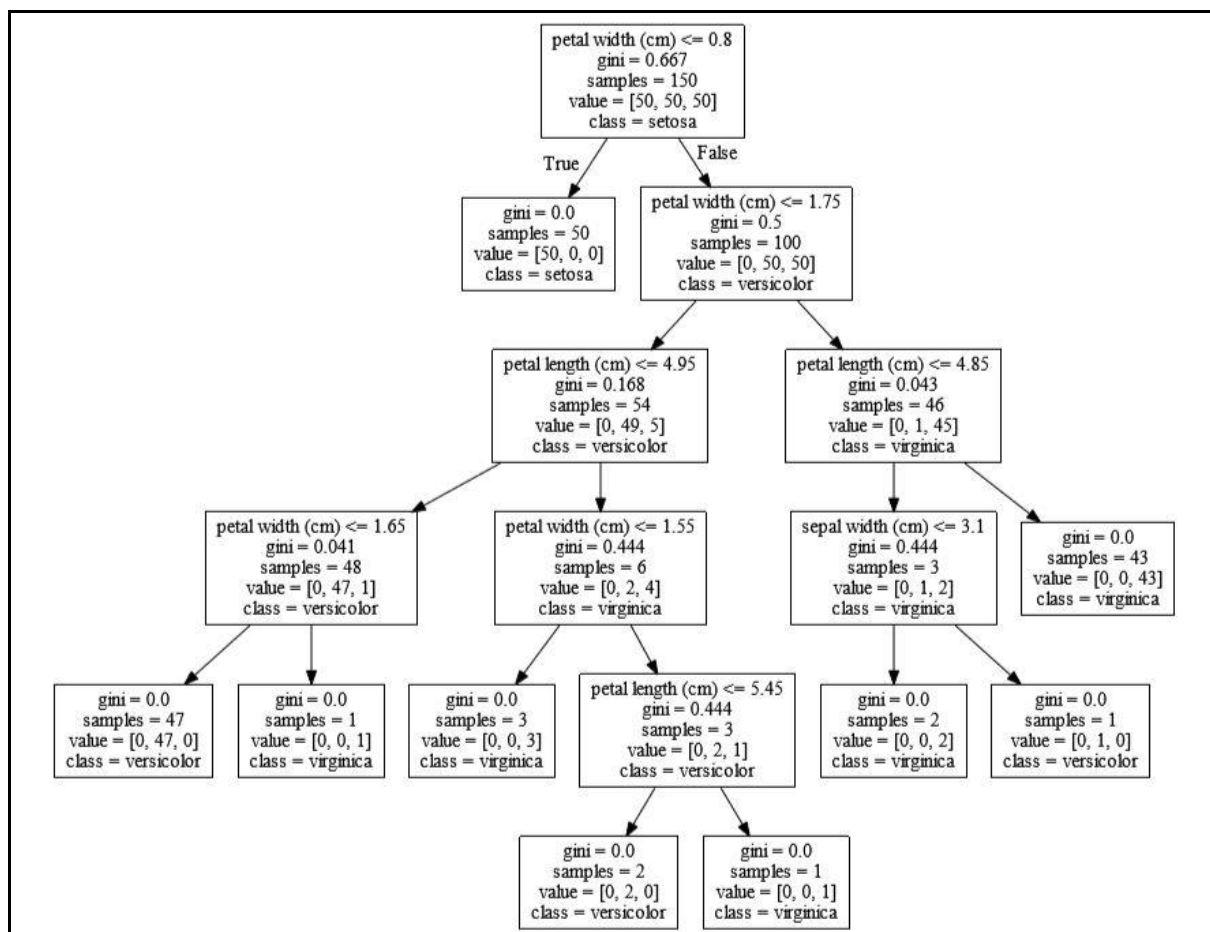 petal width (cm) <= 0.8
gini = 0.667
samples = 150
value = [50, 50, 50]
class = setosa
True
False
gini = 0.0
samples = 50
value = [50, 0, 0]
class = setosa
petal width (cm) <= 1.75
gini = 0.5
samples = 100
value = [0, 50, 50]
class = versicolor
petal length (cm) <= 4.95
gini = 0.168
samples = 54
value = [0, 49, 5]
class = versicolor
petal length (cm) <= 4.85
gini = 0.043
samples = 46
value = [0, 1, 45]
class = virginica
petal width (cm) <= 1.65
gini = 0.041
samples = 48
value = [0, 47, 1]
class = versicolor
petal width (cm) <= 1.55
gini = 0.444
samples = 6
value = [0, 2, 4]
class = virginica
sepal width (cm) <= 3.1
gini = 0.444
samples = 3
value = [0, 1, 2]
class = virginica
gini = 0.0
samples = 43
value = [0, 0, 43]
class = virginica
gini = 0.0
samples = 47
value = [0, 47, 0]
class = versicolor
gini = 0.0
samples = 1
value = [0, 0, 1]
class = virginica
gini = 0.0
samples = 3
value = [0, 0, 3]
class = virginica
petal length (cm) <= 5.45
gini = 0.444
samples = 3
value = [0, 2, 1]
class = versicolor
gini = 0.0
samples = 2
value = [0, 0, 2]
class = virginica
gini = 0.0
samples = 1
value = [0, 1, 0]
class = versicolor
gini = 0.0
samples = 2
value = [0, 2, 0]
class = versicolor
gini = 0.0
samples = 1
value = [0, 0, 1]
class = virginica